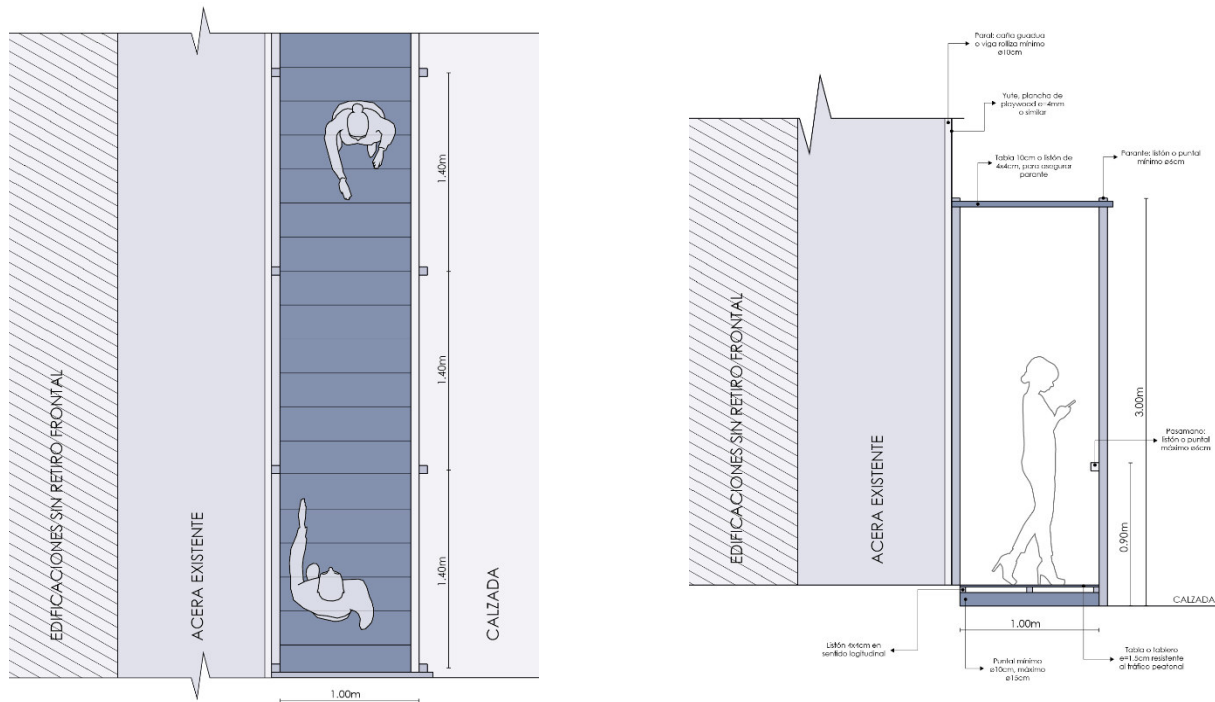 EDIFICACIONES SIN RETIRO FRONTAL
ACERA EXISTENTE
CALZADA
1.40m
1.40m
1.40m
1.00m
Paral: caña guadua
o viga rolliza mínimo
ø10cm
Yute, plancha de
playwood e=4mm
o similar
Tabla 10cm o listón de
4x4cm, para asegurar
parante
Parante: listón o puntal
mínimo ø6cm
EDIFICACIONES SIN RETIRO FRONTAL
ACERA EXISTENTE
3.00m
Pasamano:
listón o puntal
máximo ø6cm
0.90m
CALZADA
1.00m
Listón 4x4cm en
sentido logitudinal
Puntal mínimo
ø10cm, máximo
ø15cm
Tabla o tablero
e=1.5cm resistente
al tráfico peatonal